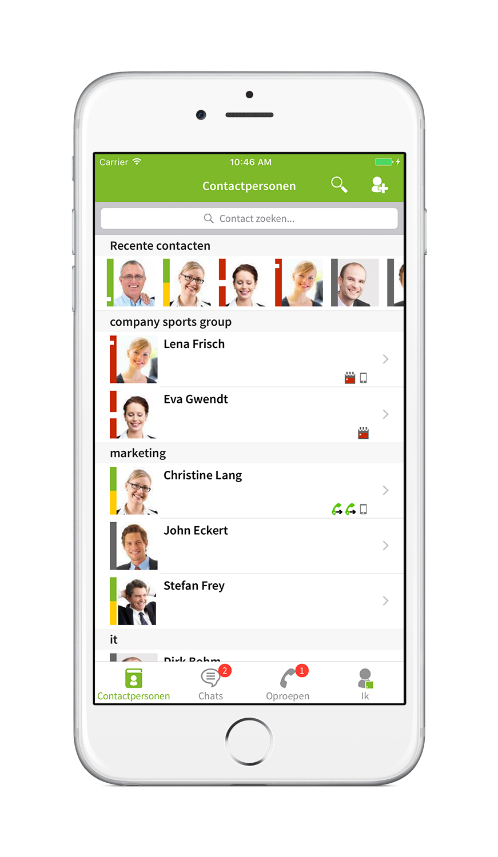 Carrier 10:46 AM
Contactpersonen
Contact zoeken...
Recente contacten
company sports group
Lena Frisch
Eva Gwendt
marketing
Christine Lang
John Eckert
Stefan Frey
it
Dirk Bohm
2
1
Contactpersonen Chats Oproepen Ik